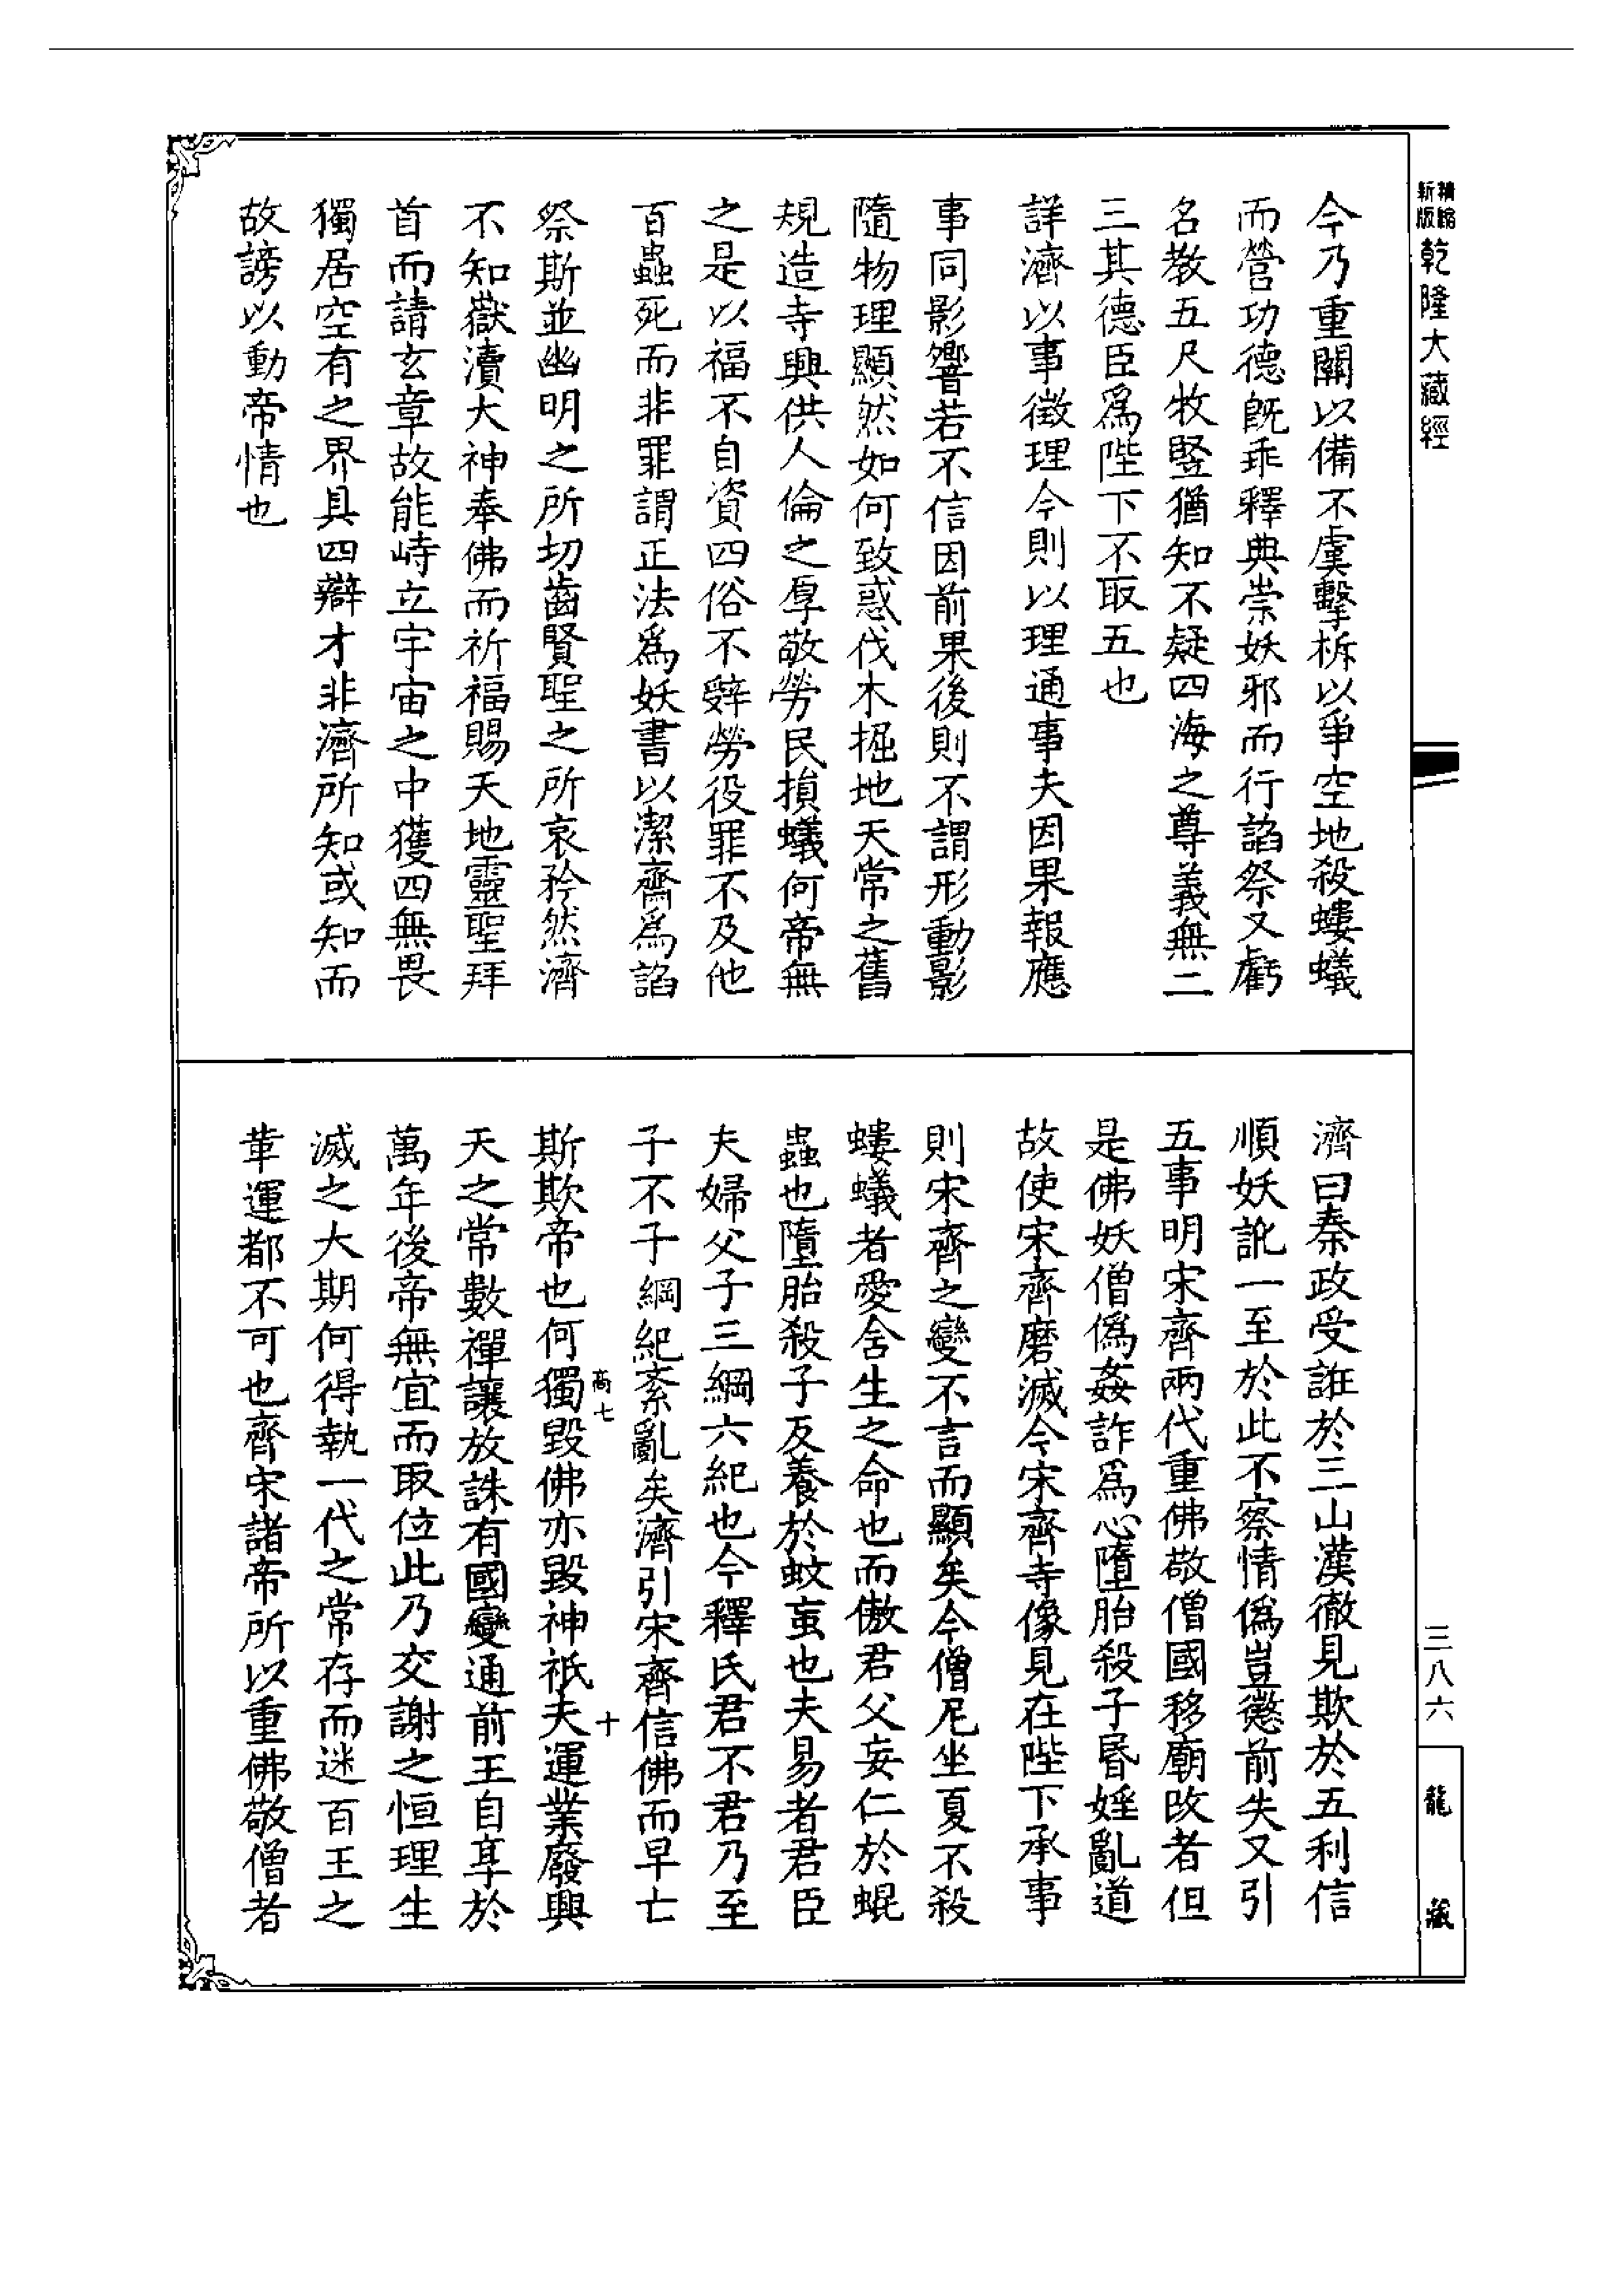 精縮新版乾隆大藏經
今乃重關以備不虞擊柝以爭空地殺螻蟻
而營功德既乖釋典崇妖邪而行諂祭又虧
名教五尺牧竪猶知不疑四海之尊義無二
三其德臣爲陛下不取五也
詳濟以事徵理今則以理通事夫因果報應
事同影響若不信因前果後則不謂形動影
隨物理顯然如何致惑伐木掘地天常之舊
規造寺興供人倫之厚敬勞民損蟻何帝無
之是以福不自資四俗不辤勞役罪不及他
百蟲死而非罪謂正法爲妖書以潔齋爲諂
祭斯並幽明之所切齒賢聖之所哀矜然濟
不知嶽瀆大神奉佛而祈福賜天地靈聖拜
首而請玄章故能峙立宇宙之中獲四無畏
獨居空有之界具四辯才非濟所知或知而
故謗以動帝情也
濟曰秦政受誑於三山漢徹見欺於五利信
順妖訛一至於此不察情僞豈懲前失又引
五事明宋齊兩代重佛敬僧國移廟改者但
是佛妖僧僞姦詐爲心墮胎殺子昬婬亂道
故使宋齊磨滅今宋齊寺像見在陛下承事
則宋齊之變不言而顯矣今僧尼坐夏不殺
螻蟻者愛含生之命也而傲君父妄仁於蜫
蟲也墮胎殺子反養於蚊䖟也夫易者君臣
夫婦父子三綱六紀也今釋氏君不君乃至
子不子綱紀紊亂矣濟引宋齊信佛而早亡
高七 十
斯欺帝也何獨毀佛亦毀神祇夫運業廢興
天之常數禪讓放誅有國變通前王自享於
萬年後帝無宜而取位此乃交謝之恒理生
滅之大期何得執一代之常存而迷百王之
革運都不可也齊宋諸帝所以重佛敬僧者
三八六
龍藏